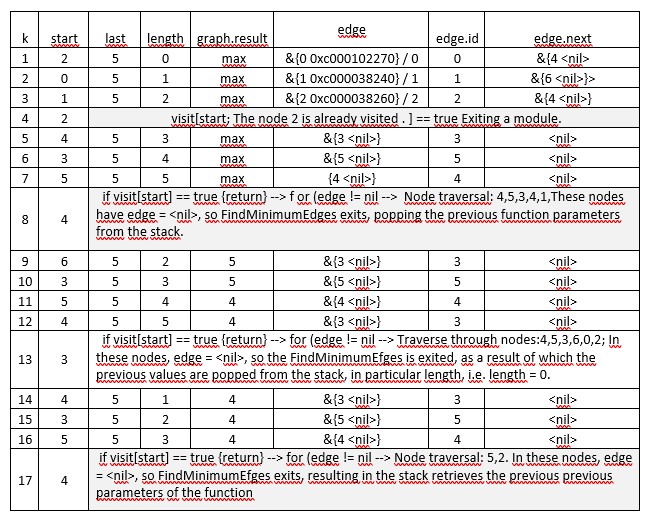 k start last length graph.result edge edge.id edge.next
1 2 5 0 max &{0 0xc000102270} / 0 0 &{4 <nil>
2 0 5 1 max &{1 0xc000038240} / 1 1 &{6 <nil>}>
3 1 5 2 max &{2 0xc000038260} / 2 2 &{4 <nil>}
4 2 visit[start; The node 2 is already visited . ] == true Exiting a module.
5 4 5 3 max &{3 <nil>} 3 <nil>
6 3 5 4 max &{5 <nil>} 5 <nil>
7 5 5 5 max {4 <nil>} 4 <nil>
8 4 if visit[start] == true {return} --> f or (edge != nil --> Node traversal: 4,5,3,4,1,These nodes
have edge = <nil>, so FindMinimumEdges exits, popping the previous function parameters
from the stack.
9 6 5 2 5 &{3 <nil>} 3 <nil>
10 3 5 3 5 &{5 <nil>} 5 <nil>
11 5 5 4 4 &{4 <nil>} 4 <nil>
12 4 5 5 4 &{3 <nil>} 3 <nil>
13 3 if visit[start] == true {return} --> for (edge != nil --> Traverse through nodes:4,5,3,6,0,2; In
these nodes, edge = <nil>, so the FindMinimumEfges is exited, as a result of which the
previous values are popped from the stack, in particular length, i.e. length = 0.
14 4 5 1 4 &{3 <nil>} 3 <nil>
15 3 5 2 4 &{5 <nil>} 5 <nil>
16 5 5 3 4 &{4 <nil>} 4 <nil>
17 4 if visit[start] == true {return} --> for (edge != nil --> Node traversal: 5,2. In these nodes, edge
= <nil>, so FindMinimumEfges exits, resulting in the stack retrieves the previous previous
parameters of the function